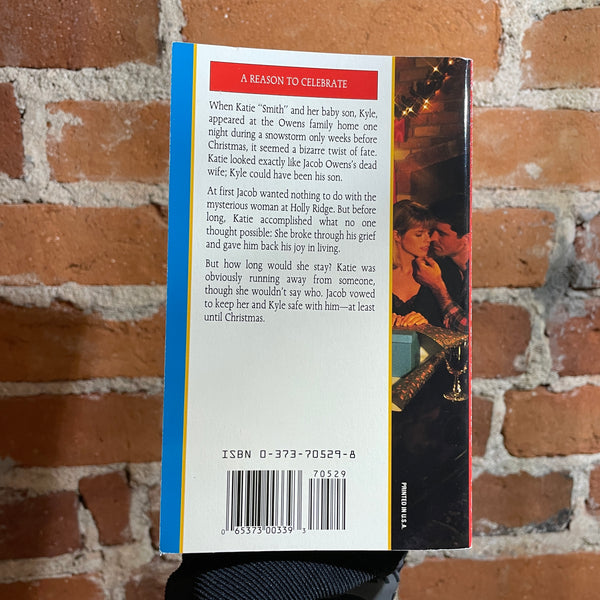 A REASON TO CELEBRATE
When Katie "Smith" and her baby son, Kyle,
appeared at the Owens family home one
night during a snowstorm only weeks before
Christmas, it seemed a bizarre twist of fate.
Katie looked exactly like Jacob Owens's dead
wife; Kyle could have been his son.
At first Jacob wanted nothing to do with the
mysterious woman at Holly Ridge. But before
long, Katie accomplished what no one
thought possible: She broke through his grief
and gave him back his joy in living.
But how long would she stay? Katie was
obviously running away from someone,
though she wouldn't say who. Jacob vowed
to keep her and Kyle safe with him—at least
until Christmas.
ISBN 0-373-70529-8
70529
0 65373 00339 3
PRINTED IN U.S.A.